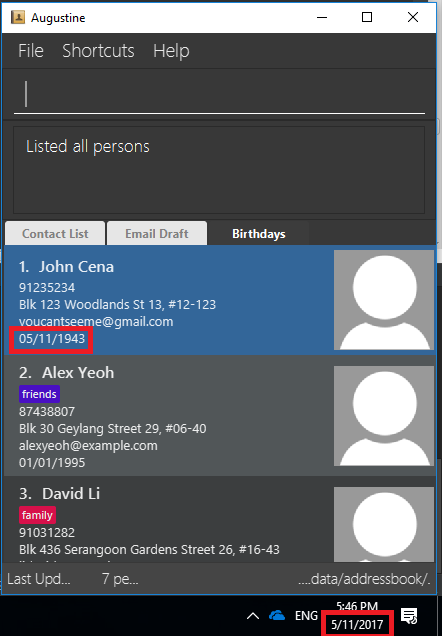 Augustine
File Shortcuts Help
Listed all persons
Contact List Email Draft Birthdays
1. John Cena
91235234
Blk 123 Woodlands St 13, #12-123
youcantseeme@gmail.com
05/11/1943
2. Alex Yeoh
friends
87438807
Blk 30 Geylang Street 29, #06-40
alexyeoh@example.com
01/01/1995
3. David Li
family
91031282
Blk 436 Serangoon Gardens Street 26, #16-43
Last Upd... 7 pe... ....data/addressbook/.
ENG 5:46 PM
5/11/2017